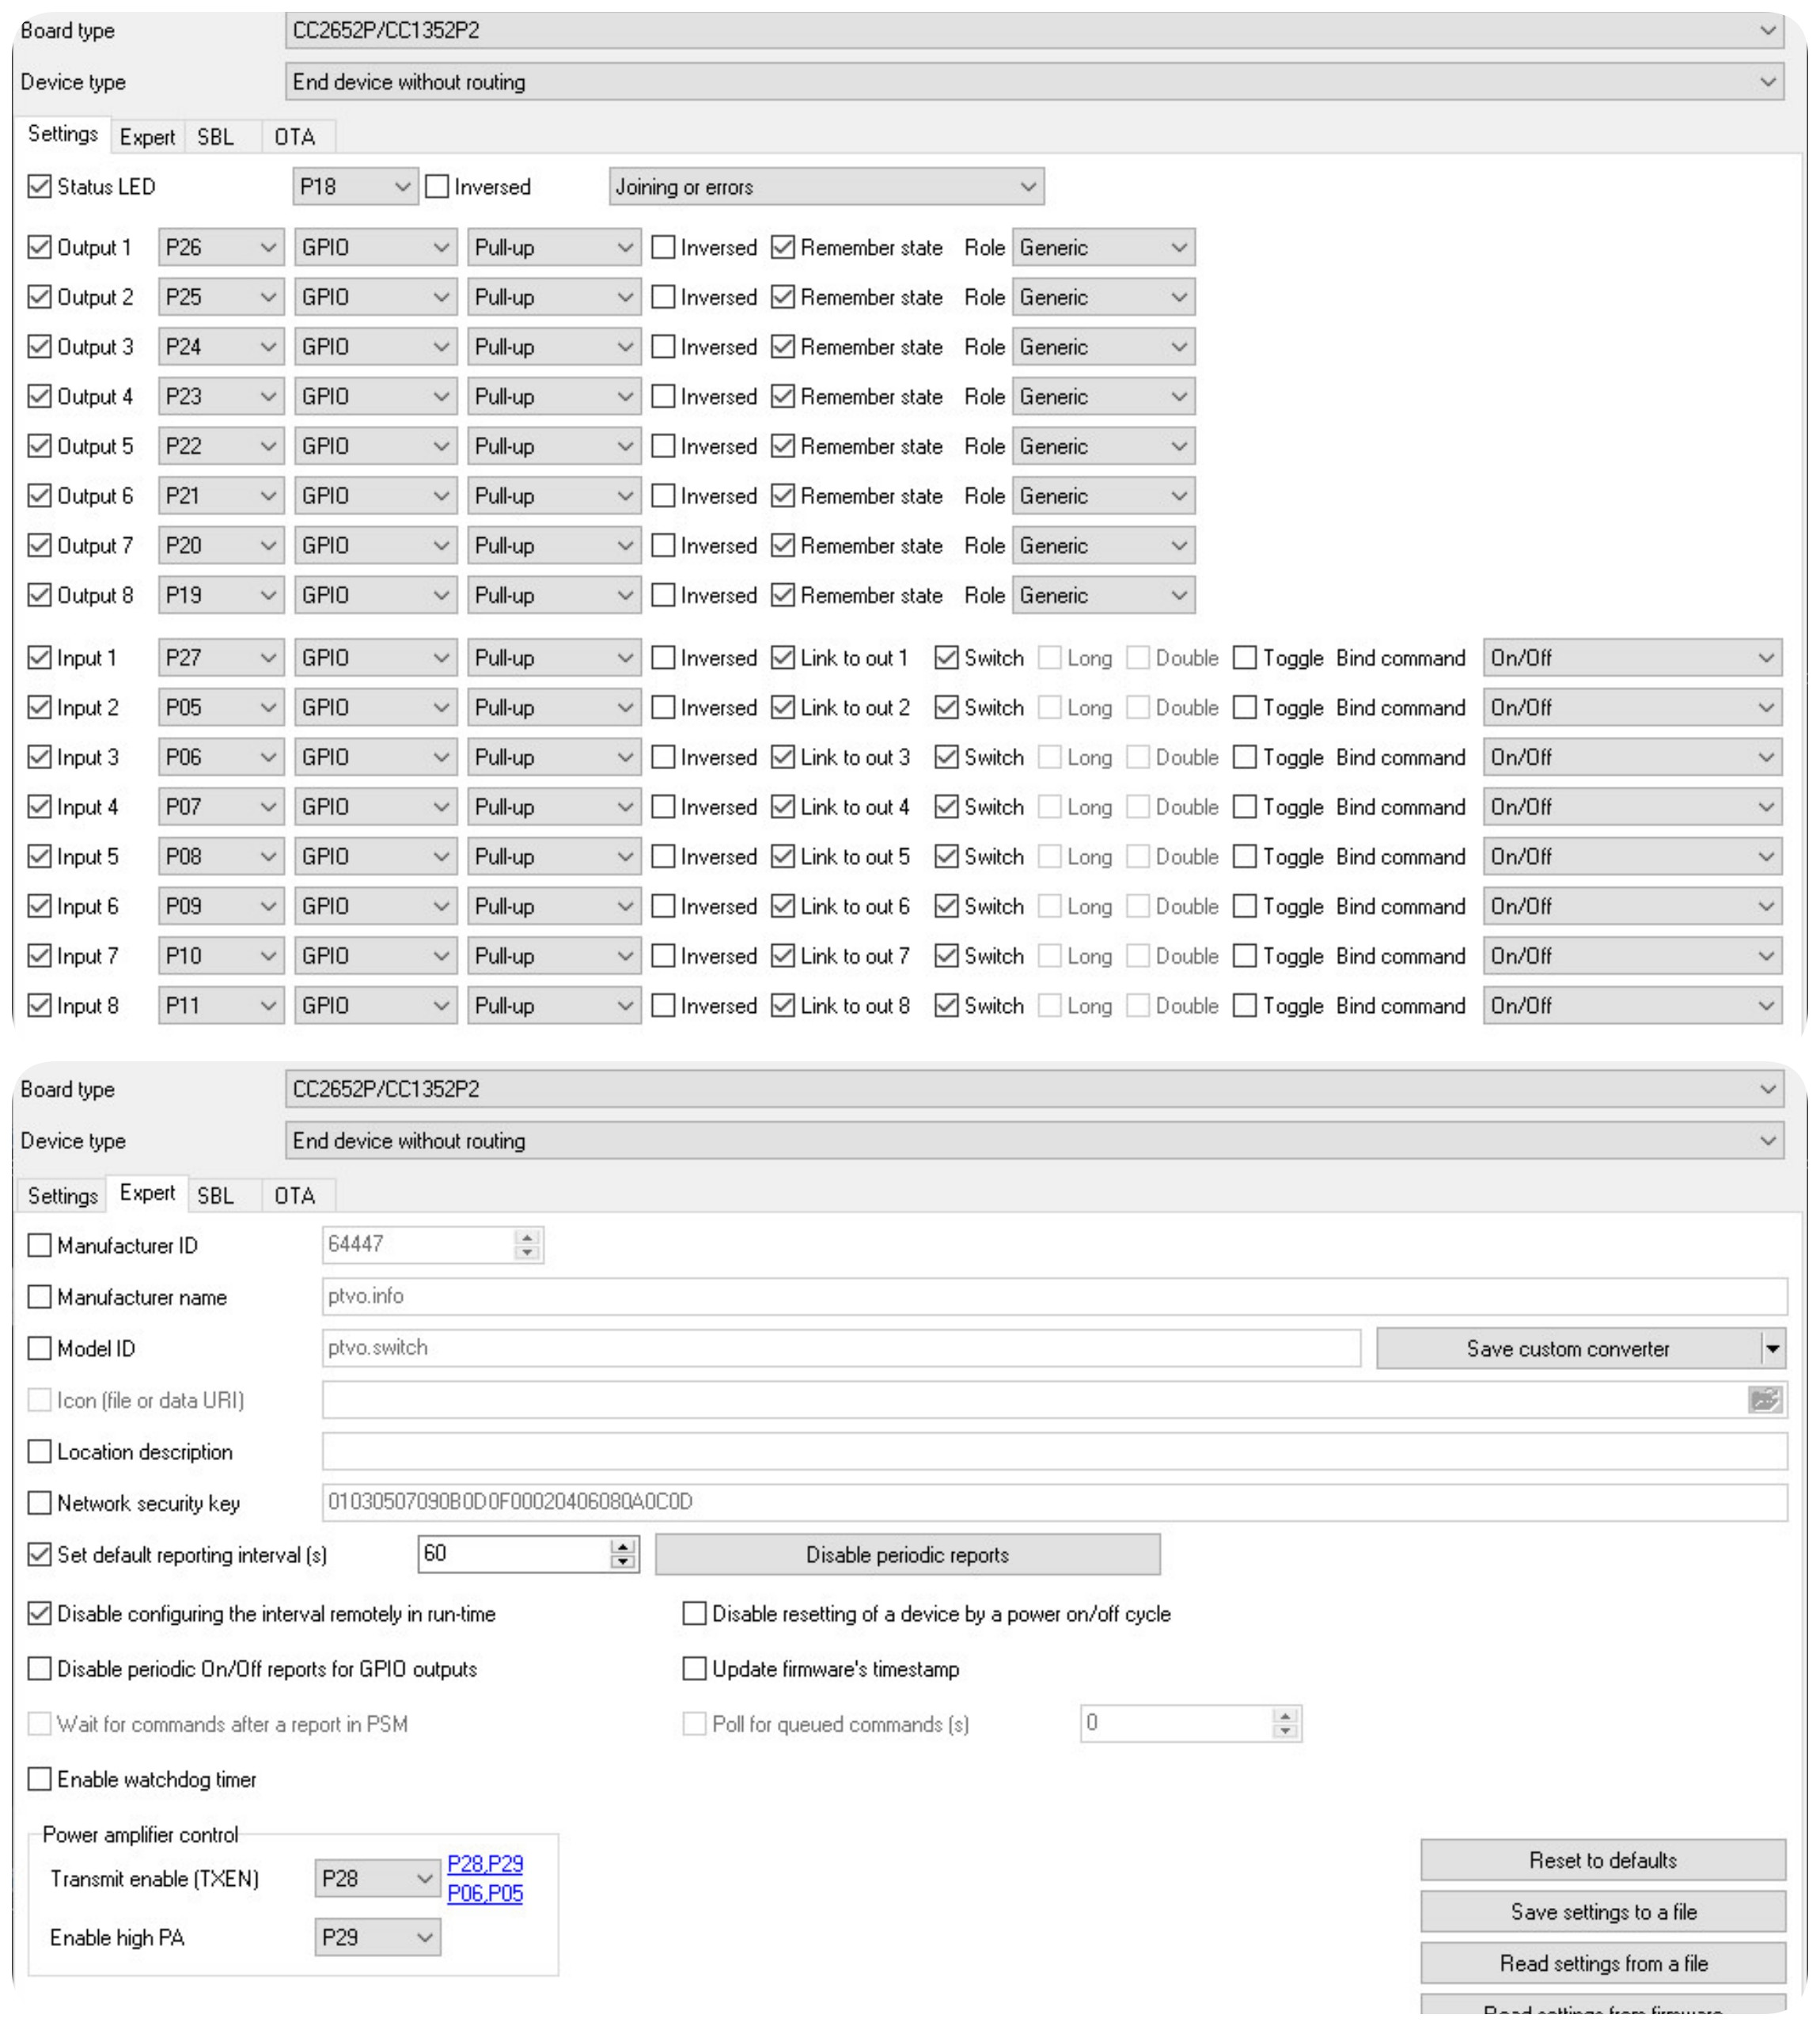 Board type CC2652P/CC1352P2
Device type End device without routing
Settings Expert SBL OTA
Status LED P18 Inversed Joining or errors
Output 1 P26 GPIO Pull-up Inversed Remember state Role Generic
Output 2 P25 GPIO Pull-up Inversed Remember state Role Generic
Output 3 P24 GPIO Pull-up Inversed Remember state Role Generic
Output 4 P23 GPIO Pull-up Inversed Remember state Role Generic
Output 5 P22 GPIO Pull-up Inversed Remember state Role Generic
Output 6 P21 GPIO Pull-up Inversed Remember state Role Generic
Output 7 P20 GPIO Pull-up Inversed Remember state Role Generic
Output 8 P19 GPIO Pull-up Inversed Remember state Role Generic
Input 1 P27 GPIO Pull-up Inversed Link to out 1 Switch Long Double Toggle Bind command On/Off
Input 2 P05 GPIO Pull-up Inversed Link to out 2 Switch Long Double Toggle Bind command On/Off
Input 3 P06 GPIO Pull-up Inversed Link to out 3 Switch Long Double Toggle Bind command On/Off
Input 4 P07 GPIO Pull-up Inversed Link to out 4 Switch Long Double Toggle Bind command On/Off
Input 5 P08 GPIO Pull-up Inversed Link to out 5 Switch Long Double Toggle Bind command On/Off
Input 6 P09 GPIO Pull-up Inversed Link to out 6 Switch Long Double Toggle Bind command On/Off
Input 7 P10 GPIO Pull-up Inversed Link to out 7 Switch Long Double Toggle Bind command On/Off
Input 8 P11 GPIO Pull-up Inversed Link to out 8 Switch Long Double Toggle Bind command On/Off
Board type CC2652P/CC1352P2
Device type End device without routing
Settings Expert SBL OTA
Manufacturer ID 64447
Manufacturer name ptvo.info
Model ID ptvo.switch Save custom converter
Icon (file or data URI)
Location description
Network security key 01030507090B0D0F00020406080A0C0D
Set default reporting interval (s) 60 Disable periodic reports
Disable configuring the interval remotely in run-time Disable resetting of a device by a power on/off cycle
Disable periodic On/Off reports for GPIO outputs Update firmware's timestamp
Wait for commands after a report in PSM Poll for queued commands (s) 0
Enable watchdog timer
Power amplifier control
Transmit enable (TXEN) P28 P28,P29
P06,P05
Enable high PA P29
Reset to defaults
Save settings to a file
Read settings from a file
Read settings from firmware